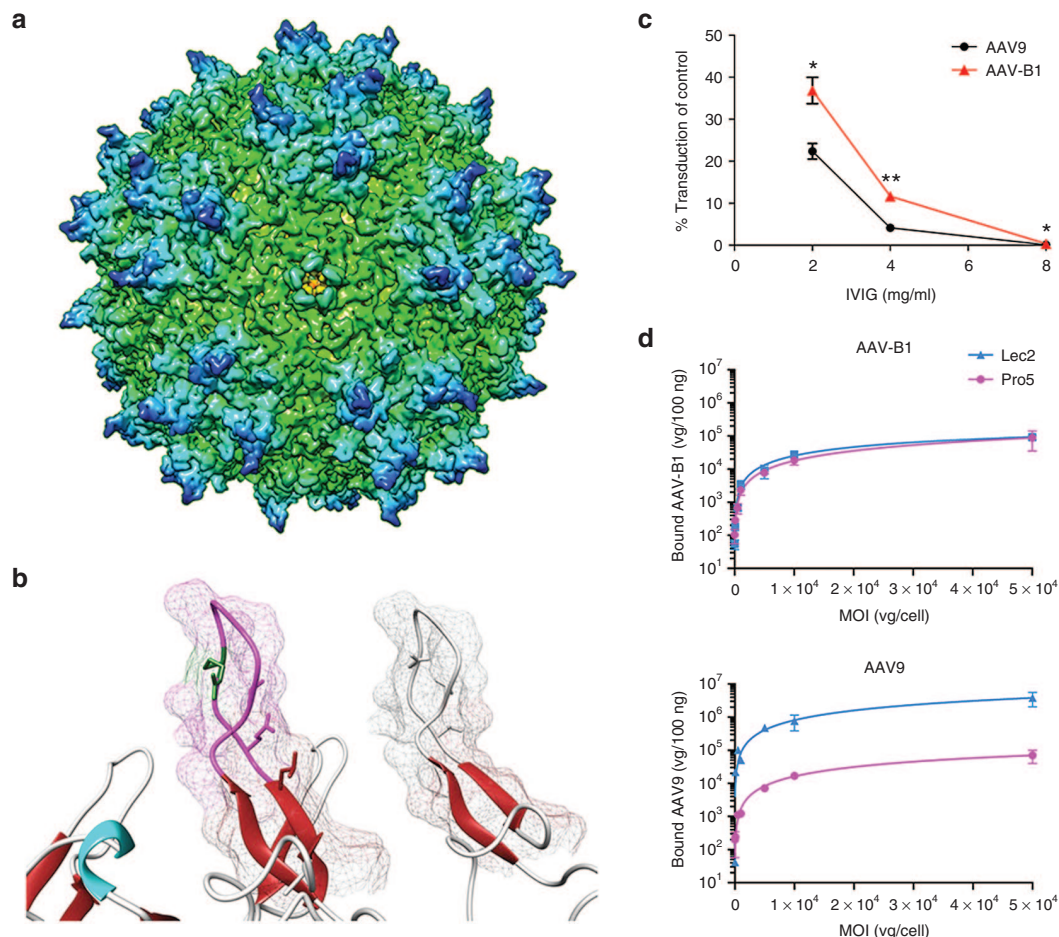 a
b
c
50
40
30
20
10
0
% Transduction of control
0
2
4
6
8
IVIG (mg/ml)
AAV9
AAV-B1
*
**
*
d
AAV-B1
Lec2
Pro5
10⁷
10⁶
10⁵
10⁴
10³
10²
10¹
Bound AAV-B1 (vg/100 ng)
0
1 × 10⁴
2 × 10⁴
3 × 10⁴
4 × 10⁴
5 × 10⁴
MOI (vg/cell)
AAV9
10⁷
10⁶
10⁵
10⁴
10³
10²
10¹
Bound AAV9 (vg/100 ng)
0
1 × 10⁴
2 × 10⁴
3 × 10⁴
4 × 10⁴
5 × 10⁴
MOI (vg/cell)